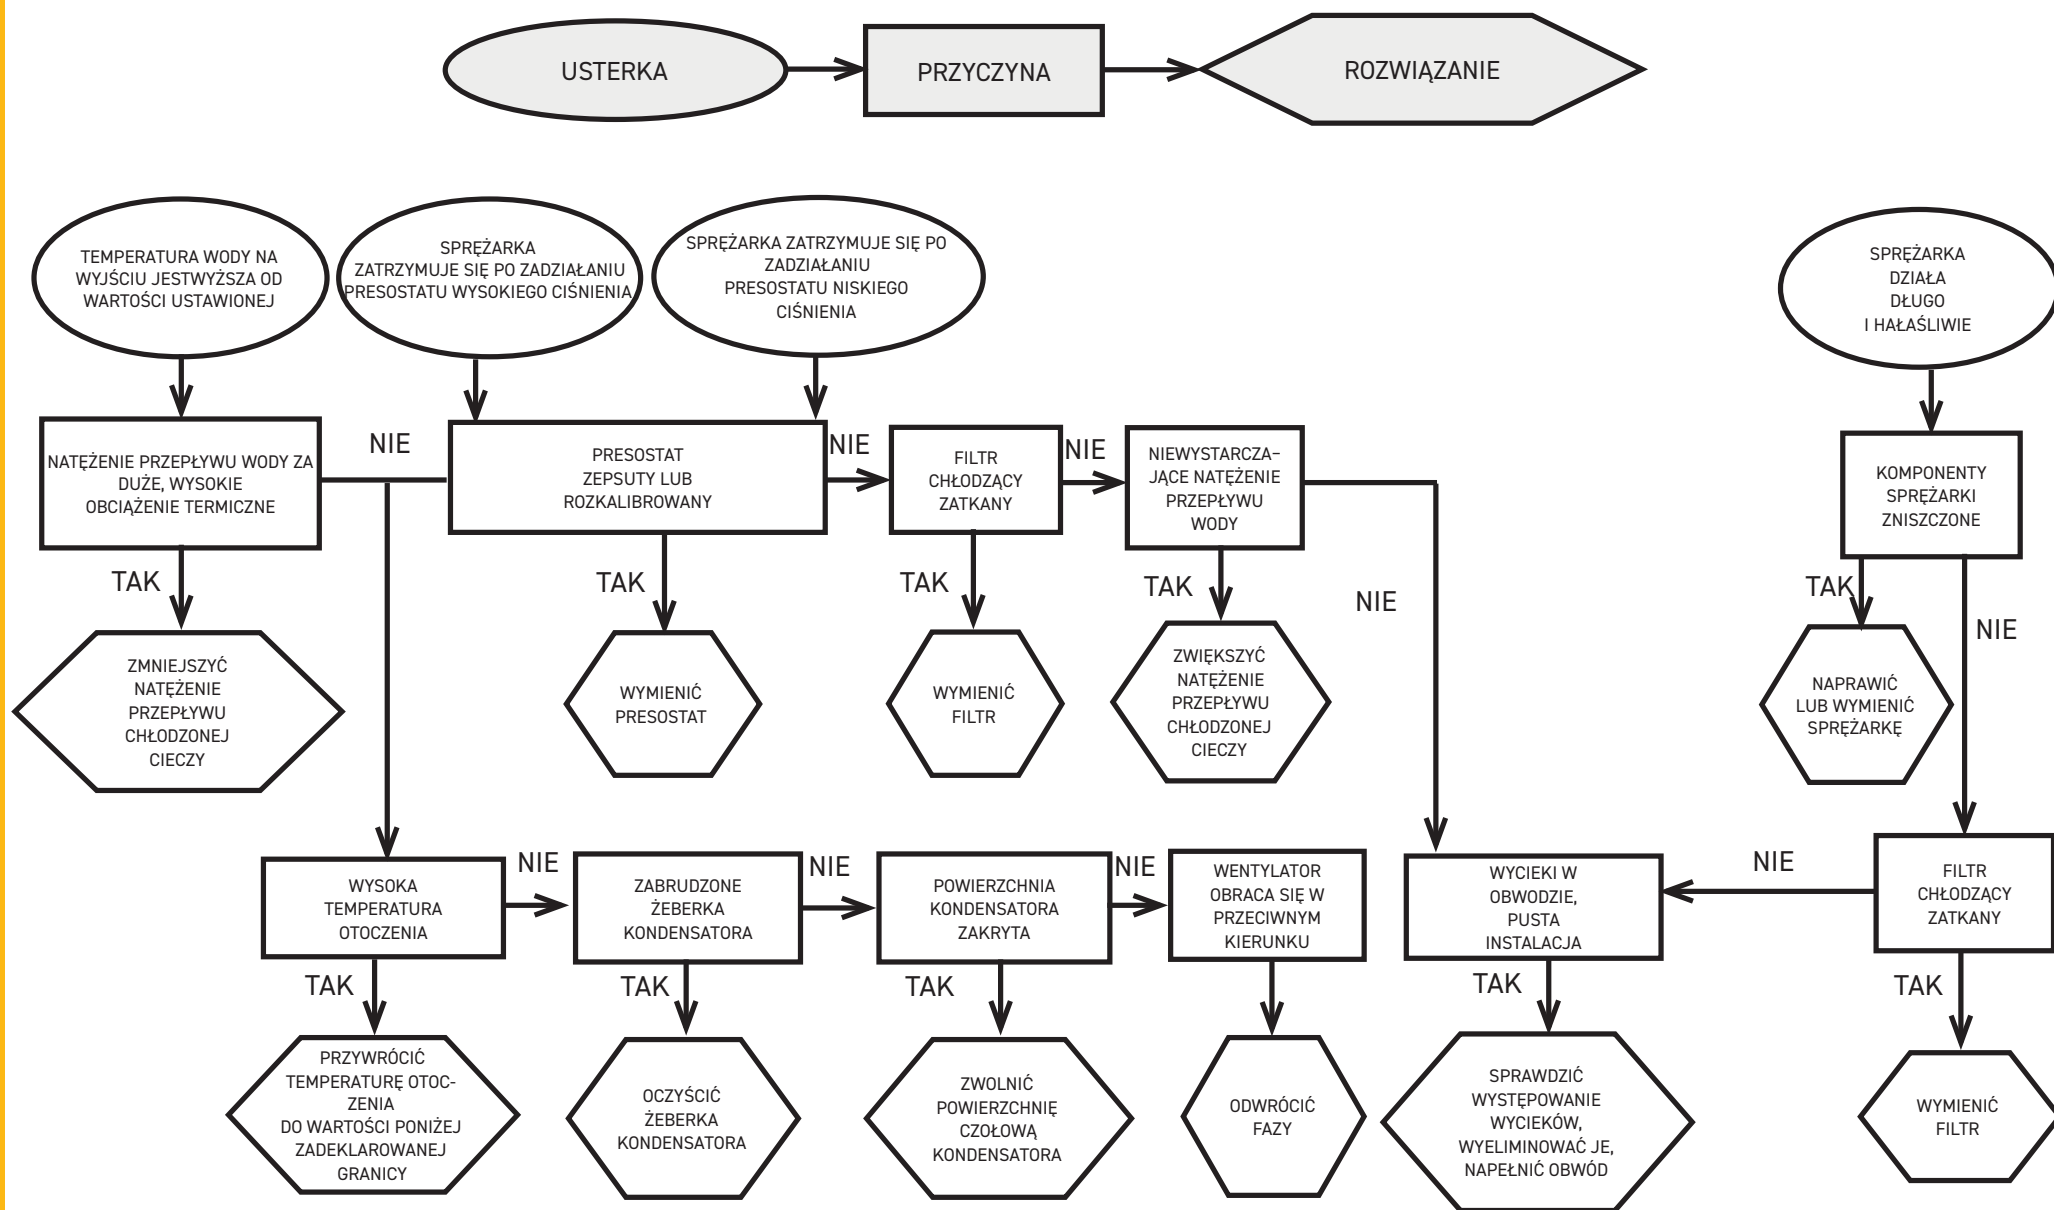 USTERKA
PRZYCZYNA
ROZWIĄZANIE
TEMPERATURA WODY NA
WYJŚCIU JESTWYŻSZA OD
WARTOŚCI USTAWIONEJ
SPRĘŻARKA
ZATRZYMUJE SIĘ PO ZADZIAŁANIU
PRESOSTATU WYSOKIEGO CIŚNIENIA
SPRĘŻARKA ZATRZYMUJE SIĘ PO
ZADZIAŁANIU
PRESOSTATU NISKIEGO
CIŚNIENIA
SPRĘŻARKA
DZIAŁA
DŁUGO
I HAŁAŚLIWIE
NATĘŻENIE PRZEPŁYWU WODY ZA
DUŻE, WYSOKIE
OBCIĄŻENIE TERMICZNE
NIE
PRESOSTAT
ZEPSUTY LUB
ROZKALIBROWANY
NIE
FILTR
CHŁODZĄCY
ZATKANY
NIE
NIEWYSTARCZA-
JĄCE NATĘŻENIE
PRZEPŁYWU
WODY
KOMPONENTY
SPRĘŻARKI
ZNISZCZONE
TAK
TAK
TAK
TAK
NIE
TAK
NIE
ZMNIEJSZYĆ
NATĘŻENIE
PRZEPŁYWU
CHŁODZONEJ
CIECZY
WYMIENIĆ
PRESOSTAT
WYMIENIĆ
FILTR
ZWIĘKSZYĆ
NATĘŻENIE
PRZEPŁYWU
CHŁODZONEJ
CIECZY
NAPRAWIĆ
LUB WYMIENIĆ
SPRĘŻARKĘ
WYSOKA
TEMPERATURA
OTOCZENIA
NIE
ZABRUDZONE
ŻEBERKA
KONDENSATORA
NIE
POWIERZCHNIA
KONDENSATORA
ZAKRYTA
NIE
WENTYLATOR
OBRACA SIĘ W
PRZECIWNYM
KIERUNKU
WYCIEKI W
OBWODZIE,
PUSTA
INSTALACJA
NIE
FILTR
CHŁODZĄCY
ZATKANY
TAK
TAK
TAK
TAK
TAK
PRZYWRÓCIĆ
TEMPERATURĘ OTOC-
ZENIA
DO WARTOŚCI PONIŻEJ
ZADEKLAROWANEJ
GRANICY
OCZYŚCIĆ
ŻEBERKA
KONDENSATORA
ZWOLNIĆ
POWIERZCHNIĘ
CZOŁOWĄ
KONDENSATORA
ODWRÓCIĆ
FAZY
SPRAWDZIĆ
WYSTĘPOWANIE
WYCIEKÓW,
WYELIMINOWAĆ JE,
NAPEŁNIĆ OBWÓD
WYMIENIĆ
FILTR